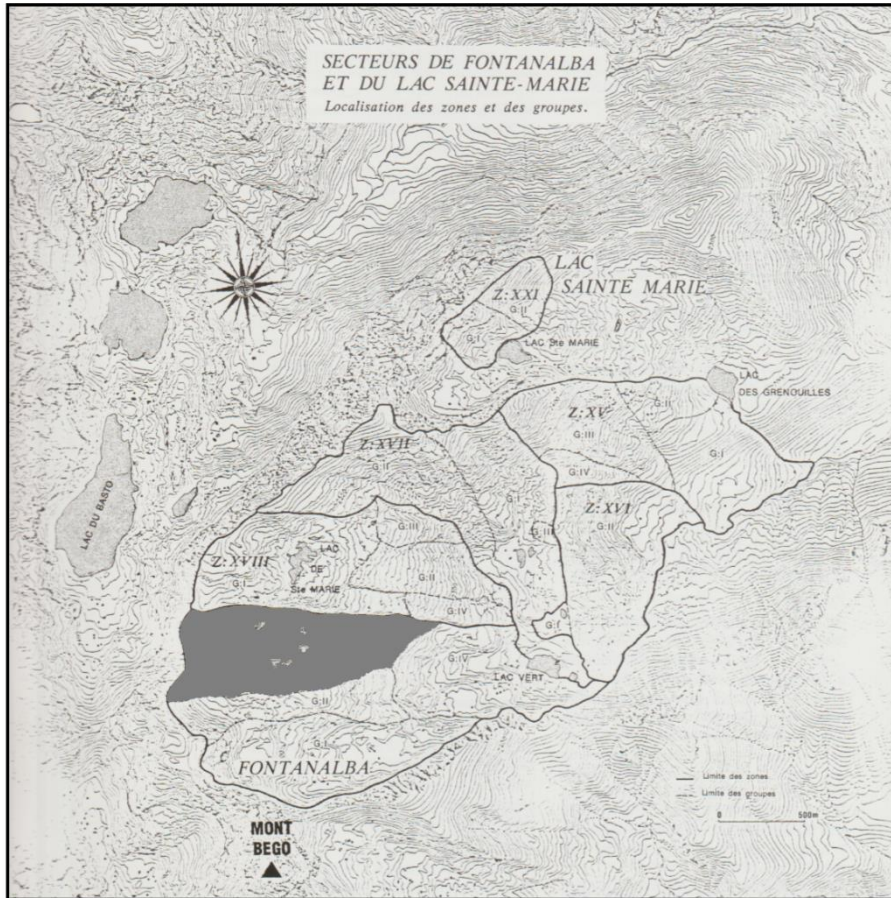 SECTEURS DE FONTANALBA
ET DU LAC SAINTE-MARIE
Localisation des zones et des groupes.
LAC
SAINTE MARIE
Z:XXI
G:II
G:I
LAC Ste MARIE
LAC
DES GRENOUILLES
Z:XV
G:II
G:III
G:I
Z:XVII
G:II
G:IV
G:I
Z:XVI
G:II
LAC DU BASTO
G:III
G:III
Z:XVIII
LAC
DE
Ste MARIE
G:I
G:II
G:IV
G:I
G:IV
LAC VERT
G:II
G:I
FONTANALBA
Limite des zones
Limite des groupes
0 500m
MONT
BEGO